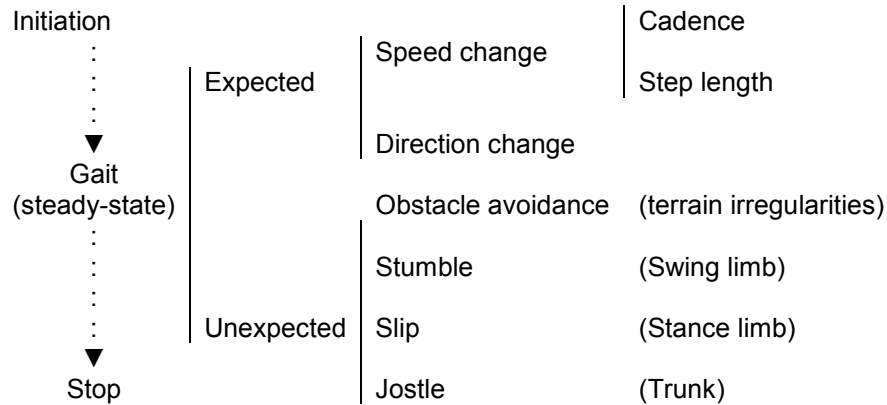 Initiation
Cadence
Speed change
Expected
Step length
Direction change
Gait
(steady-state)
Obstacle avoidance (terrain irregularities)
Stumble (Swing limb)
Unexpected Slip (Stance limb)
Stop Jostle (Trunk)